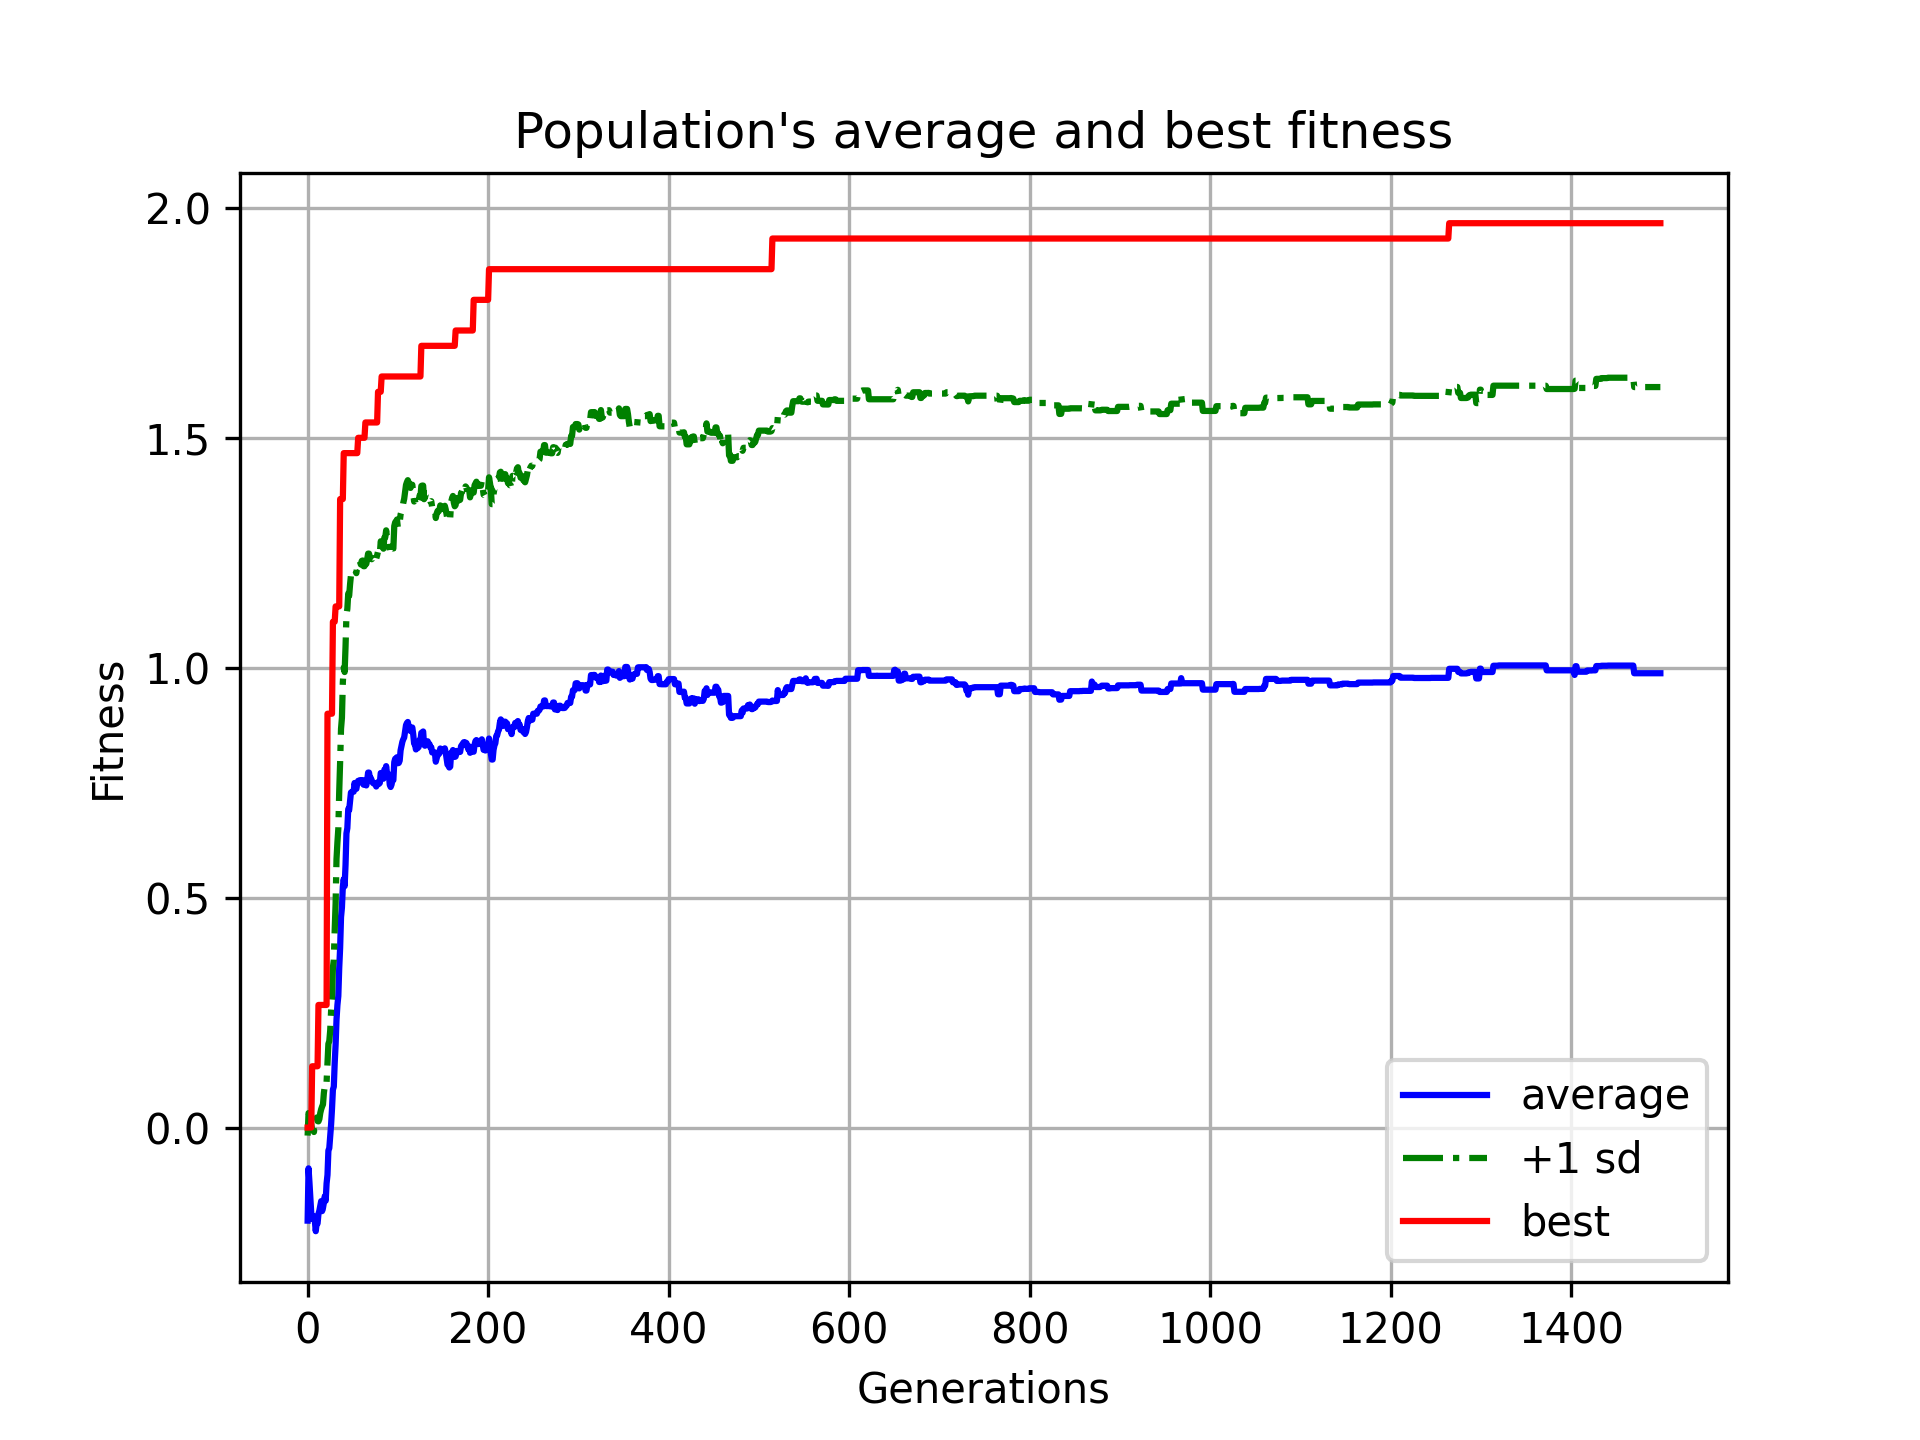 Population's average and best fitness
2.0
1.5
1.0
0.5
0.0
Fitness
0 200 400 600 800 1000 1200 1400
Generations
average
+1 sd
best